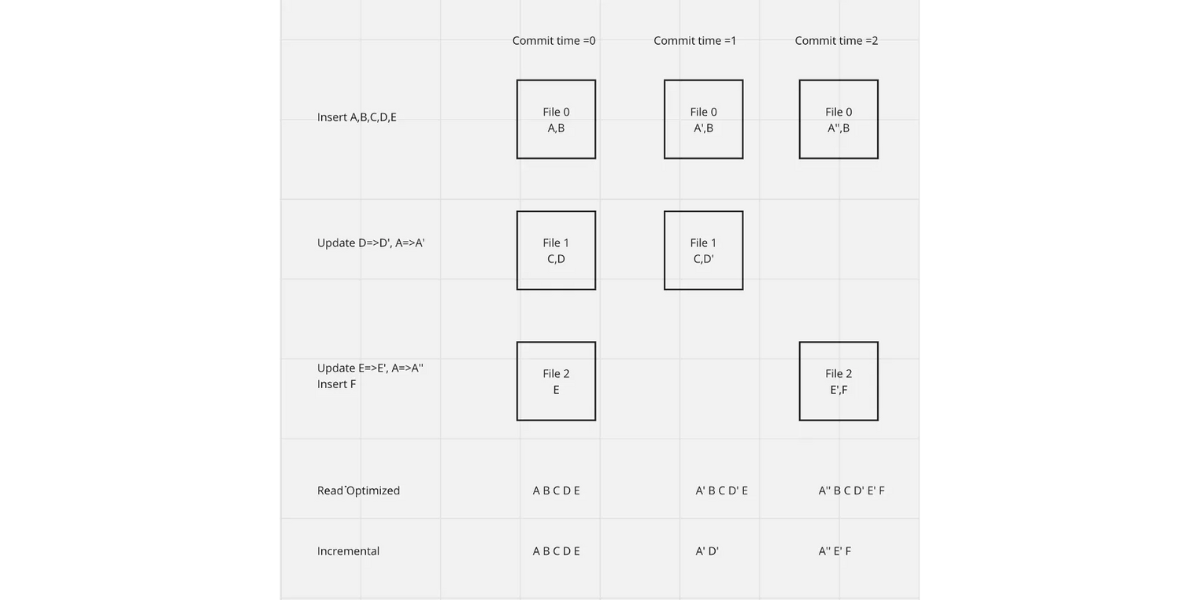 Commit time =0
Commit time =1
Commit time =2
Insert A,B,C,D,E
File 0
A,B
File 0
A',B
File 0
A'',B
Update D=>D', A=>A'
File 1
C,D
File 1
C,D'
Update E=>E', A=>A''
Insert F
File 2
E
File 2
E',F
Read Optimized
A B C D E
A' B C D' E
A'' B C D' E' F
Incremental
A B C D E
A' D'
A'' E' F